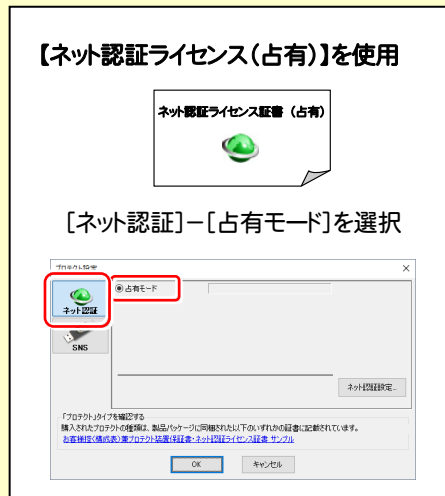 【ネット認証ライセンス(占有)】を使用
ネット認証ライセンス証書(占有)
[ネット認証]－[占有モード]を選択
プロテクト設定
占有モード
ネット認証
SNS
ネット認証設定...
「プロテクト」タイプを確認する
購入されたプロテクトの種類は、製品パッケージに同梱された以下のいずれかの証書に記載されています。
お客様控(構成表)兼プロテクト装置保証書・ネット認証ライセンス証書 サンプル
OK
キャンセル